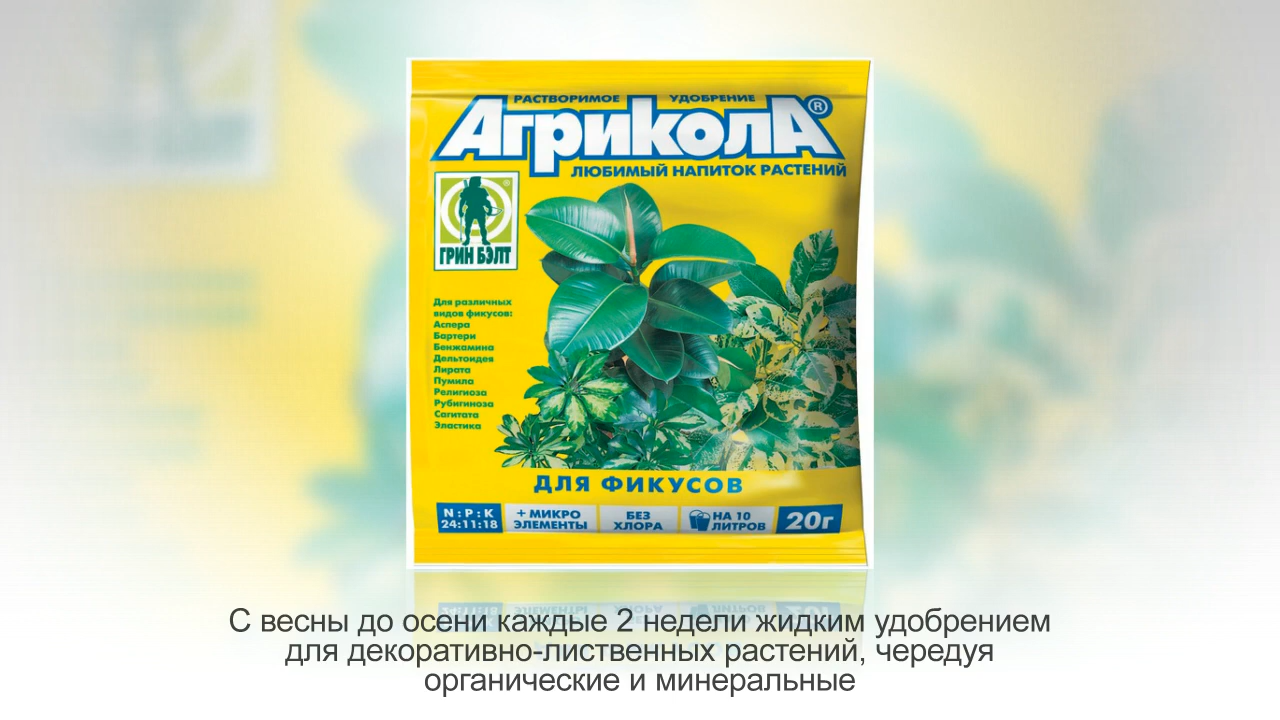 РАСТВОРИМОЕ УДОБРЕНИЕ
АгриколА®
ЛЮБИМЫЙ НАПИТОК РАСТЕНИЙ
ГРИН БЭЛТ
Для различных
видов фикусов:
Аспера
Бартери
Бенжамина
Дельтоидея
Лирата
Пумила
Религиоза
Рубигиноза
Сагитата
Эластика
ДЛЯ ФИКУСОВ
N : P : K
24:11:18
+ МИКРО
ЭЛЕМЕНТЫ
БЕЗ
ХЛОРА
НА 10
ЛИТРОВ
20г
С весны до осени каждые 2 недели жидким удобрением
для декоративно-лиственных растений, чередуя
органические и минеральные